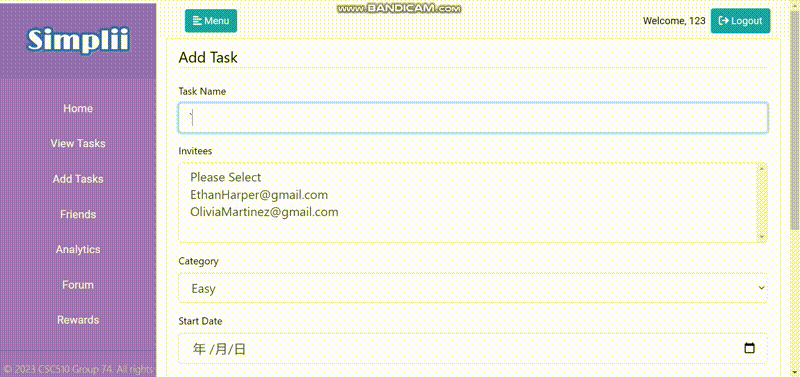 www.BANDICAM.com
Simplii
Menu
Welcome, 123
Logout
Home
View Tasks
Add Tasks
Friends
Analytics
Forum
Rewards
© 2023 CSC510 Group 74. All rights
Add Task
Task Name
`
Invitees
Please Select
EthanHarper@gmail.com
OliviaMartinez@gmail.com
Category
Easy
Start Date
年 /月/日